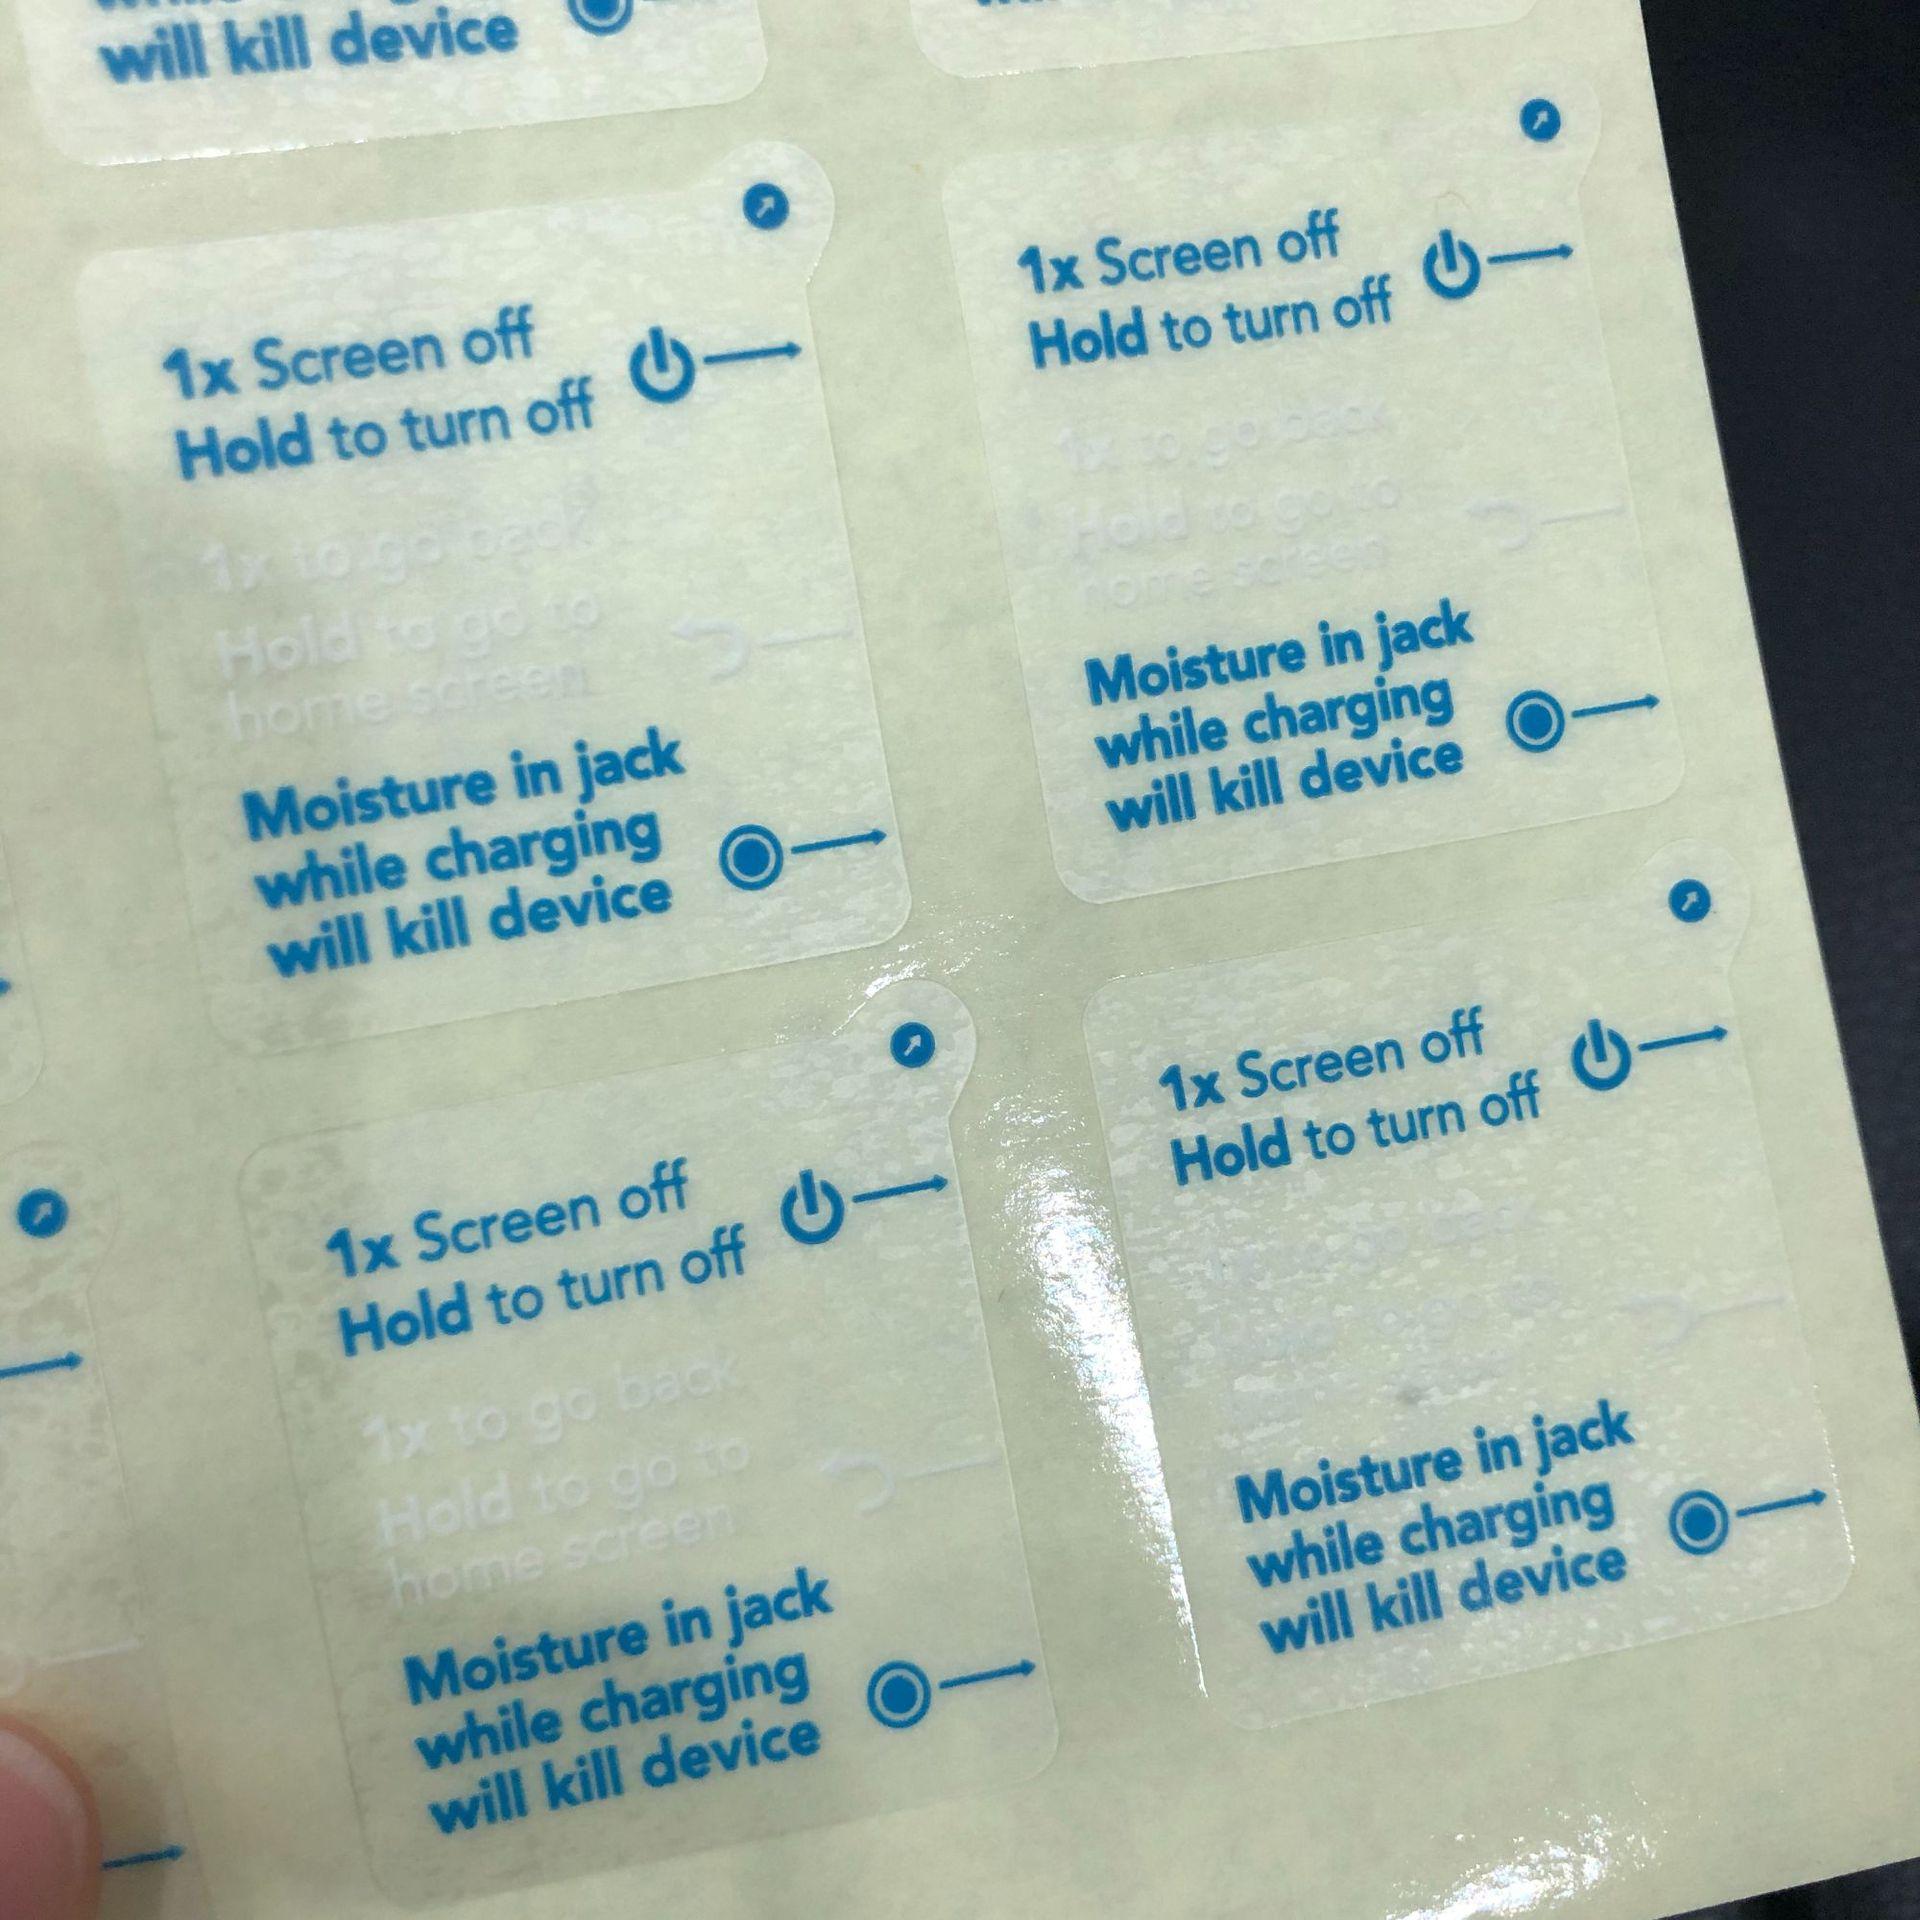 will kill device
1x Screen off
Hold to turn off
1x to go back
Hold to go to
home screen
Moisture in jack
while charging
will kill device
1x Screen off
Hold to turn off
1x to go back
Hold to go to
home screen
Moisture in jack
while charging
will kill device
1x Screen off
Hold to turn off
1x to go back
Hold to go to
home screen
Moisture in jack
while charging
will kill device
1x Screen off
Hold to turn off
Moisture in jack
while charging
will kill device